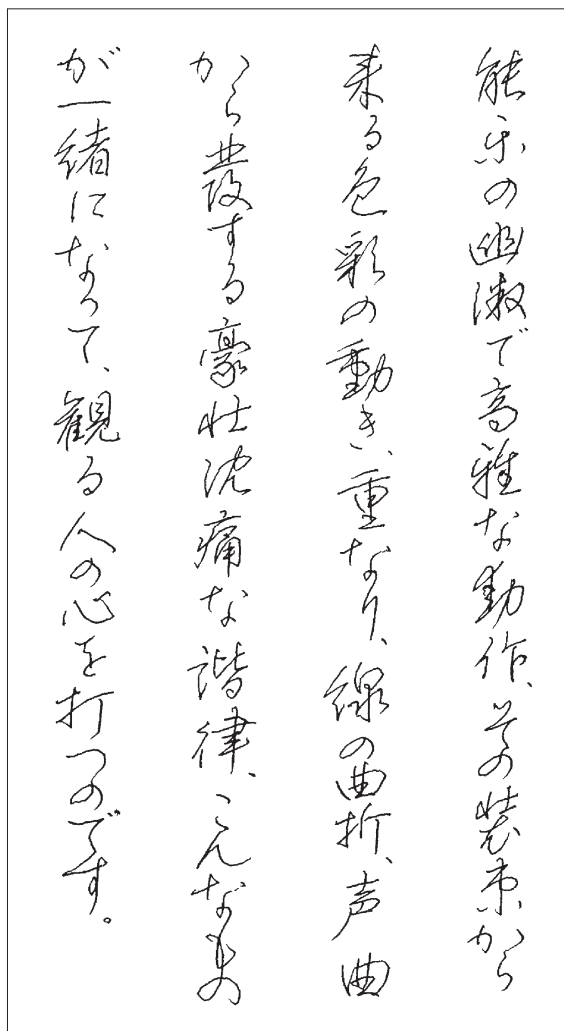 能楽の幽淑で高雅な動作、その装束から
来る色彩の動き、重なり、線の曲折、声曲
から発する豪壮沈痛な諧律、こんなもの
が一緒になって、観る人の心を打つのです。